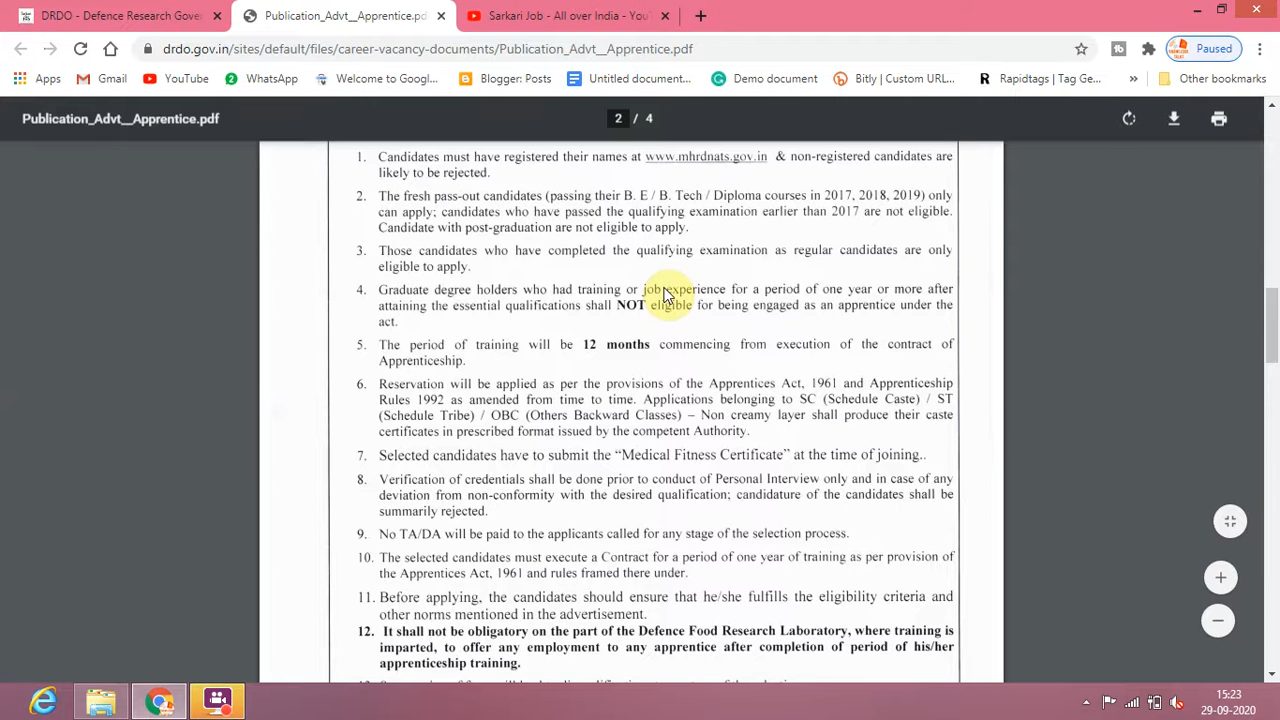 DRDO - Defence Research Gover
Publication_Advt_Apprentice.pdf
Sarkari Job - All over India - You
drdo.gov.in/sites/default/files/career-vacancy-documents/Publication_Advt__Apprentice.pdf
Paused
Apps
Gmail
YouTube
2
WhatsApp
Welcome to Googl...
Blogger: Posts
Untitled document...
Demo document
Bitly | Custom URL...
Rapidtags | Tag Ge...
»
Other bookmarks
Publication_Advt__Apprentice.pdf
2 / 4
1. Candidates must have registered their names at www.mhrdnats.gov.in & non-registered candidates are
likely to be rejected.
2. The fresh pass-out candidates (passing their B. E / B. Tech / Diploma courses in 2017, 2018, 2019) only
can apply; candidates who have passed the qualifying examination earlier than 2017 are not eligible.
Candidate with post-graduation are not eligible to apply.
3. Those candidates who have completed the qualifying examination as regular candidates are only
eligible to apply.
4. Graduate degree holders who had training or job experience for a period of one year or more after
attaining the essential qualifications shall NOT eligible for being engaged as an apprentice under the
act.
5. The period of training will be 12 months commencing from execution of the contract of
Apprenticeship.
6. Reservation will be applied as per the provisions of the Apprentices Act, 1961 and Apprenticeship
Rules 1992 as amended from time to time. Applications belonging to SC (Schedule Caste) / ST
(Schedule Tribe) / OBC (Others Backward Classes) – Non creamy layer shall produce their caste
certificates in prescribed format issued by the competent Authority.
7. Selected candidates have to submit the “Medical Fitness Certificate” at the time of joining..
8. Verification of credentials shall be done prior to conduct of Personal Interview only and in case of any
deviation from non-conformity with the desired qualification; candidature of the candidates shall be
summarily rejected.
9. No TA/DA will be paid to the applicants called for any stage of the selection process.
10. The selected candidates must execute a Contract for a period of one year of training as per provision of
the Apprentices Act, 1961 and rules framed there under.
11. Before applying, the candidates should ensure that he/she fulfills the eligibility criteria and
other norms mentioned in the advertisement.
12. It shall not be obligatory on the part of the Defence Food Research Laboratory, where training is
imparted, to offer any employment to any apprentice after completion of period of his/her
apprenticeship training.
15:23
29-09-2020